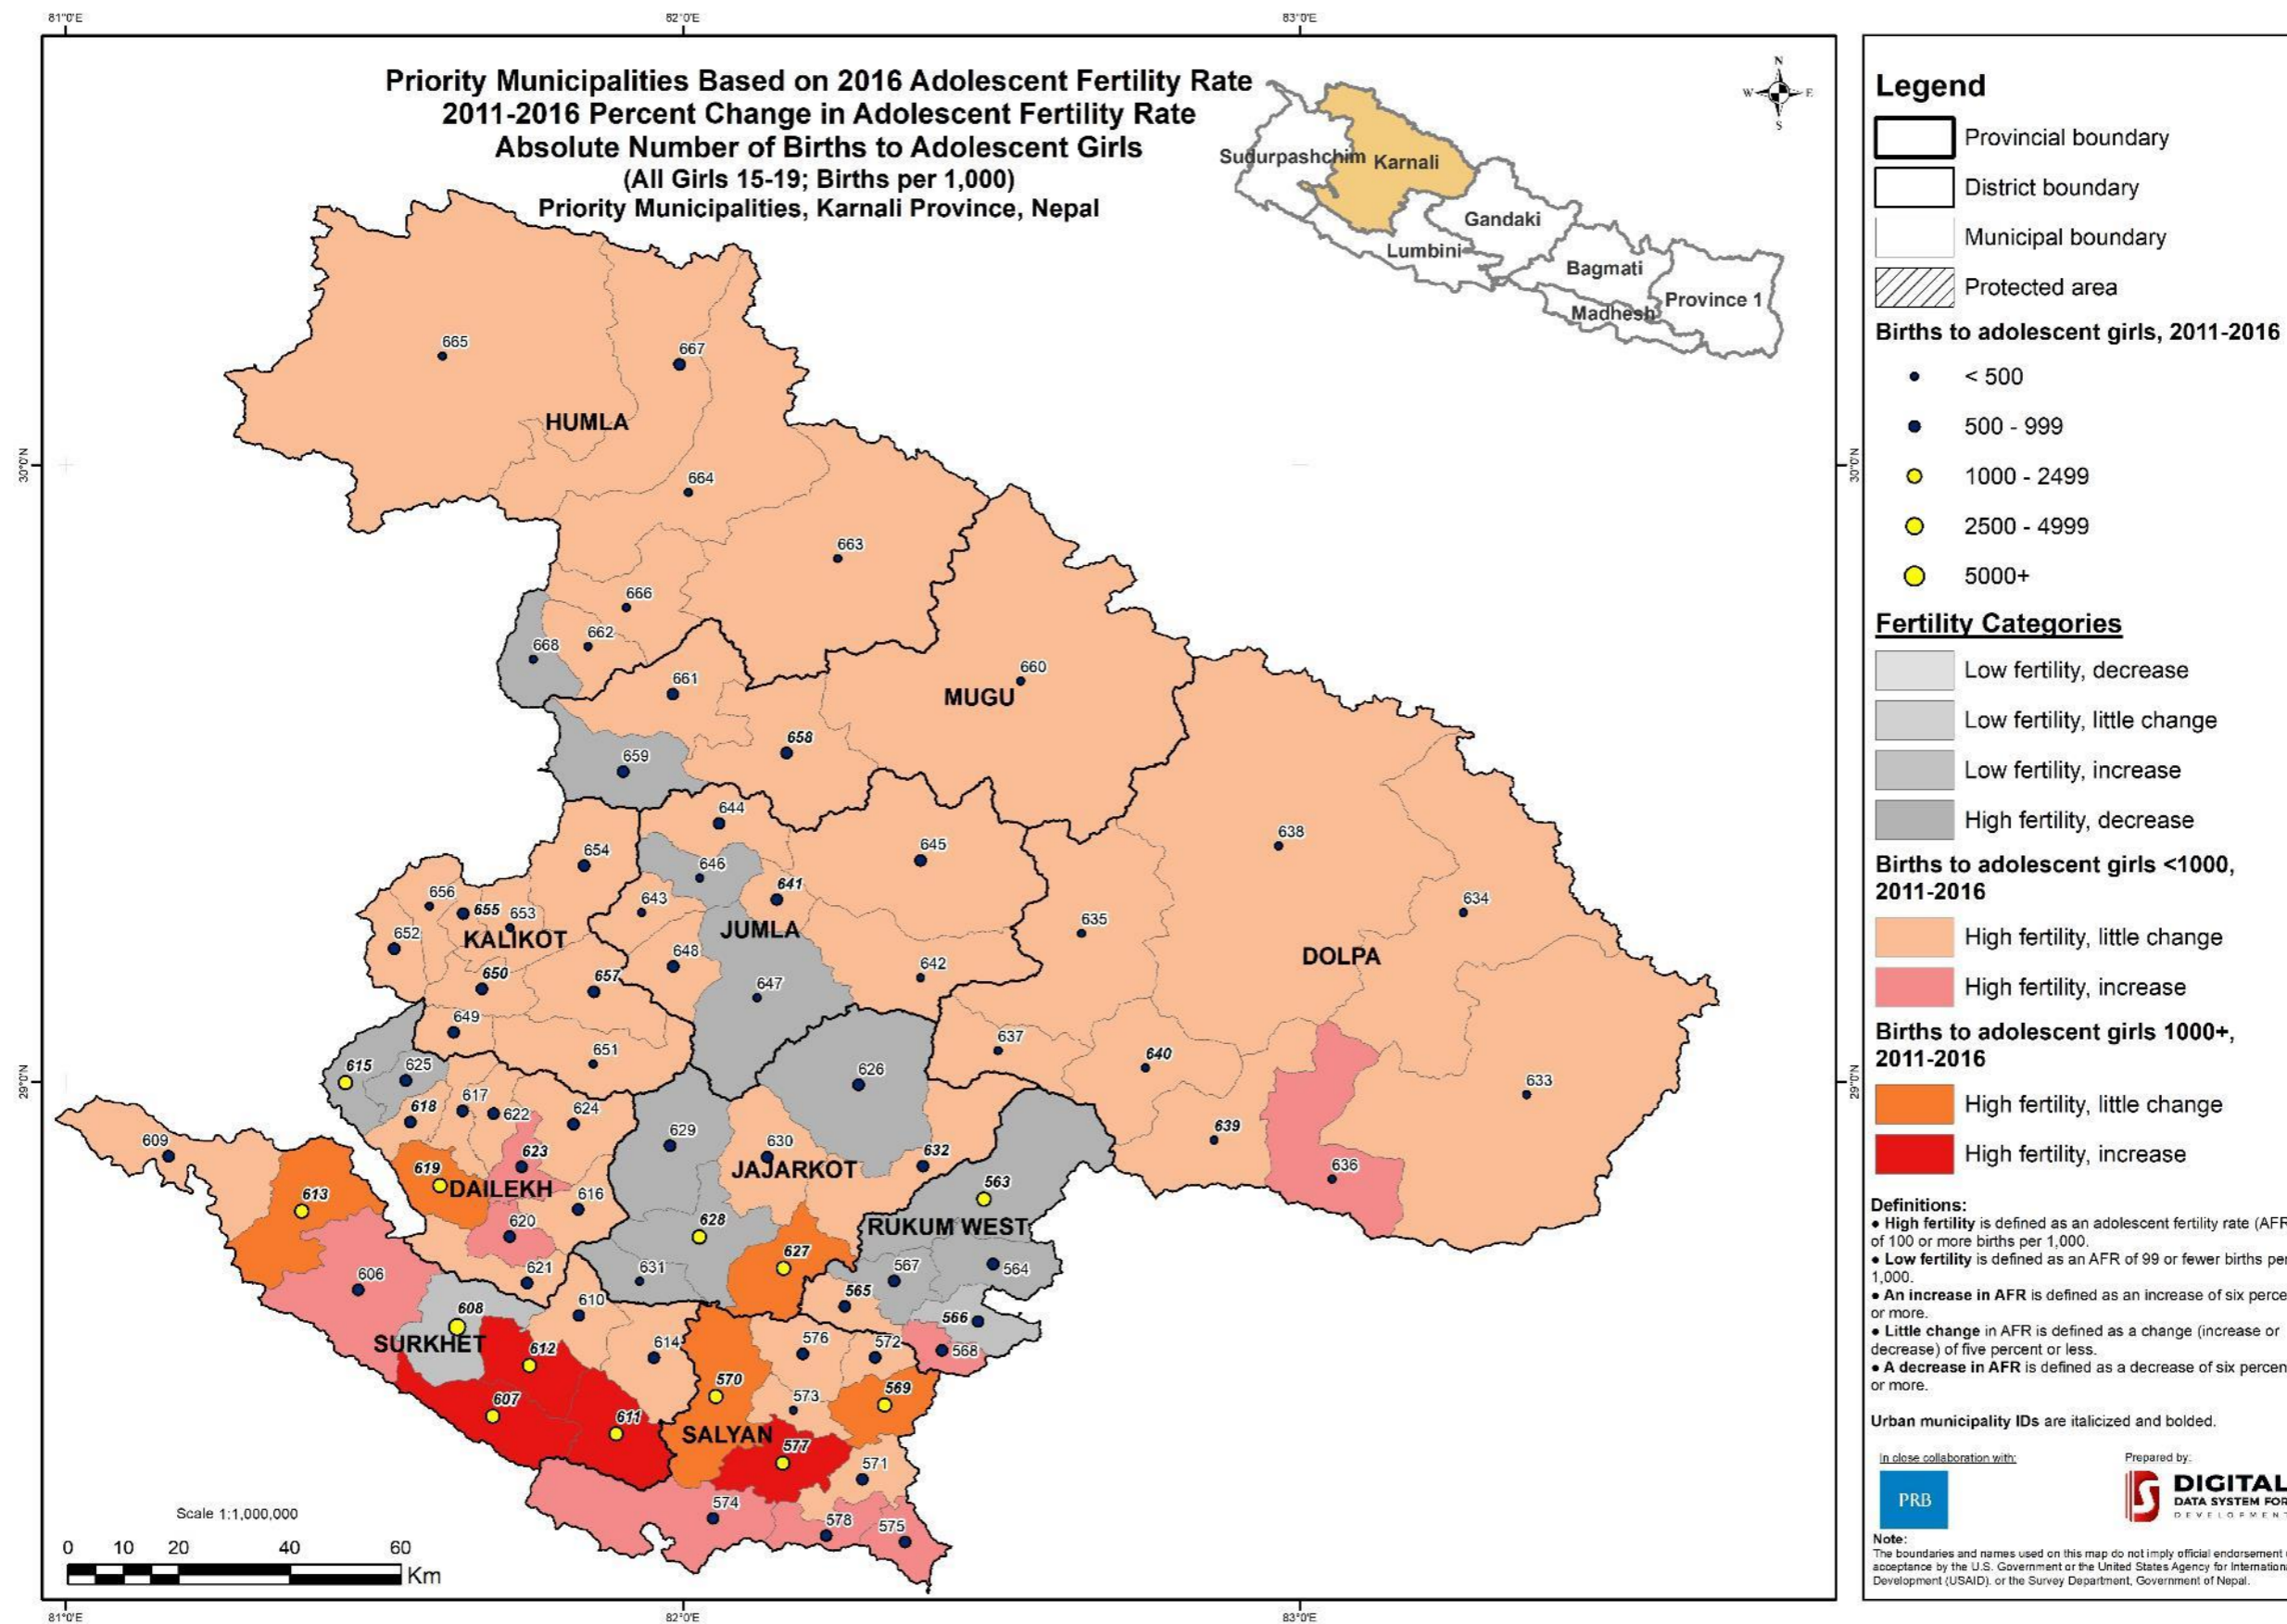 81°0'E
82°0'E
83°0'E
Priority Municipalities Based on 2016 Adolescent Fertility Rate
2011-2016 Percent Change in Adolescent Fertility Rate
Absolute Number of Births to Adolescent Girls
(All Girls 15-19; Births per 1,000)
Priority Municipalities, Karnali Province, Nepal
N
W
E
S
Sudurpashchim
Karnali
Gandaki
Lumbini
Bagmati
Province 1
Madhesh
665
667
HUMLA
30°0'N
30°0'N
664
663
666
662
668
660
661
MUGU
658
659
644
638
645
654
646
641
656
655
653
643
634
635
652
KALIKOT
JUMLA
648
DOLPA
642
650
657
647
649
637
651
640
615
625
626
29°0'N
29°0'N
633
617
618
622
624
629
639
609
630
623
JAJARKOT
632
619
636
DAILEKH
563
613
616
620
628
RUKUM WEST
627
606
621
631
567
564
565
608
610
566
SURKHET
612
614
576
572
568
570
569
573
607
611
SALYAN
577
571
574
578
575
Scale 1:1,000,000
0 10 20 40 60
Km
81°0'E
82°0'E
83°0'E
Legend
Provincial boundary
District boundary
Municipal boundary
Protected area
Births to adolescent girls, 2011-2016
< 500
500 - 999
1000 - 2499
2500 - 4999
5000+
Fertility Categories
Low fertility, decrease
Low fertility, little change
Low fertility, increase
High fertility, decrease
Births to adolescent girls <1000,
2011-2016
High fertility, little change
High fertility, increase
Births to adolescent girls 1000+,
2011-2016
High fertility, little change
High fertility, increase
Definitions:
• High fertility is defined as an adolescent fertility rate (AFR
of 100 or more births per 1,000.
• Low fertility is defined as an AFR of 99 or fewer births per
1,000.
• An increase in AFR is defined as an increase of six perce
or more.
• Little change in AFR is defined as a change (increase or
decrease) of five percent or less.
• A decrease in AFR is defined as a decrease of six percen
or more.
Urban municipality IDs are italicized and bolded.
In close collaboration with:
Prepared by:
PRB
DIGITAL
DATA SYSTEM FOR
DEVELOPMENT
Note:
The boundaries and names used on this map do not imply official endorsement
acceptance by the U.S. Government or the United States Agency for Internation
Development (USAID). or the Survey Department, Government of Nepal.